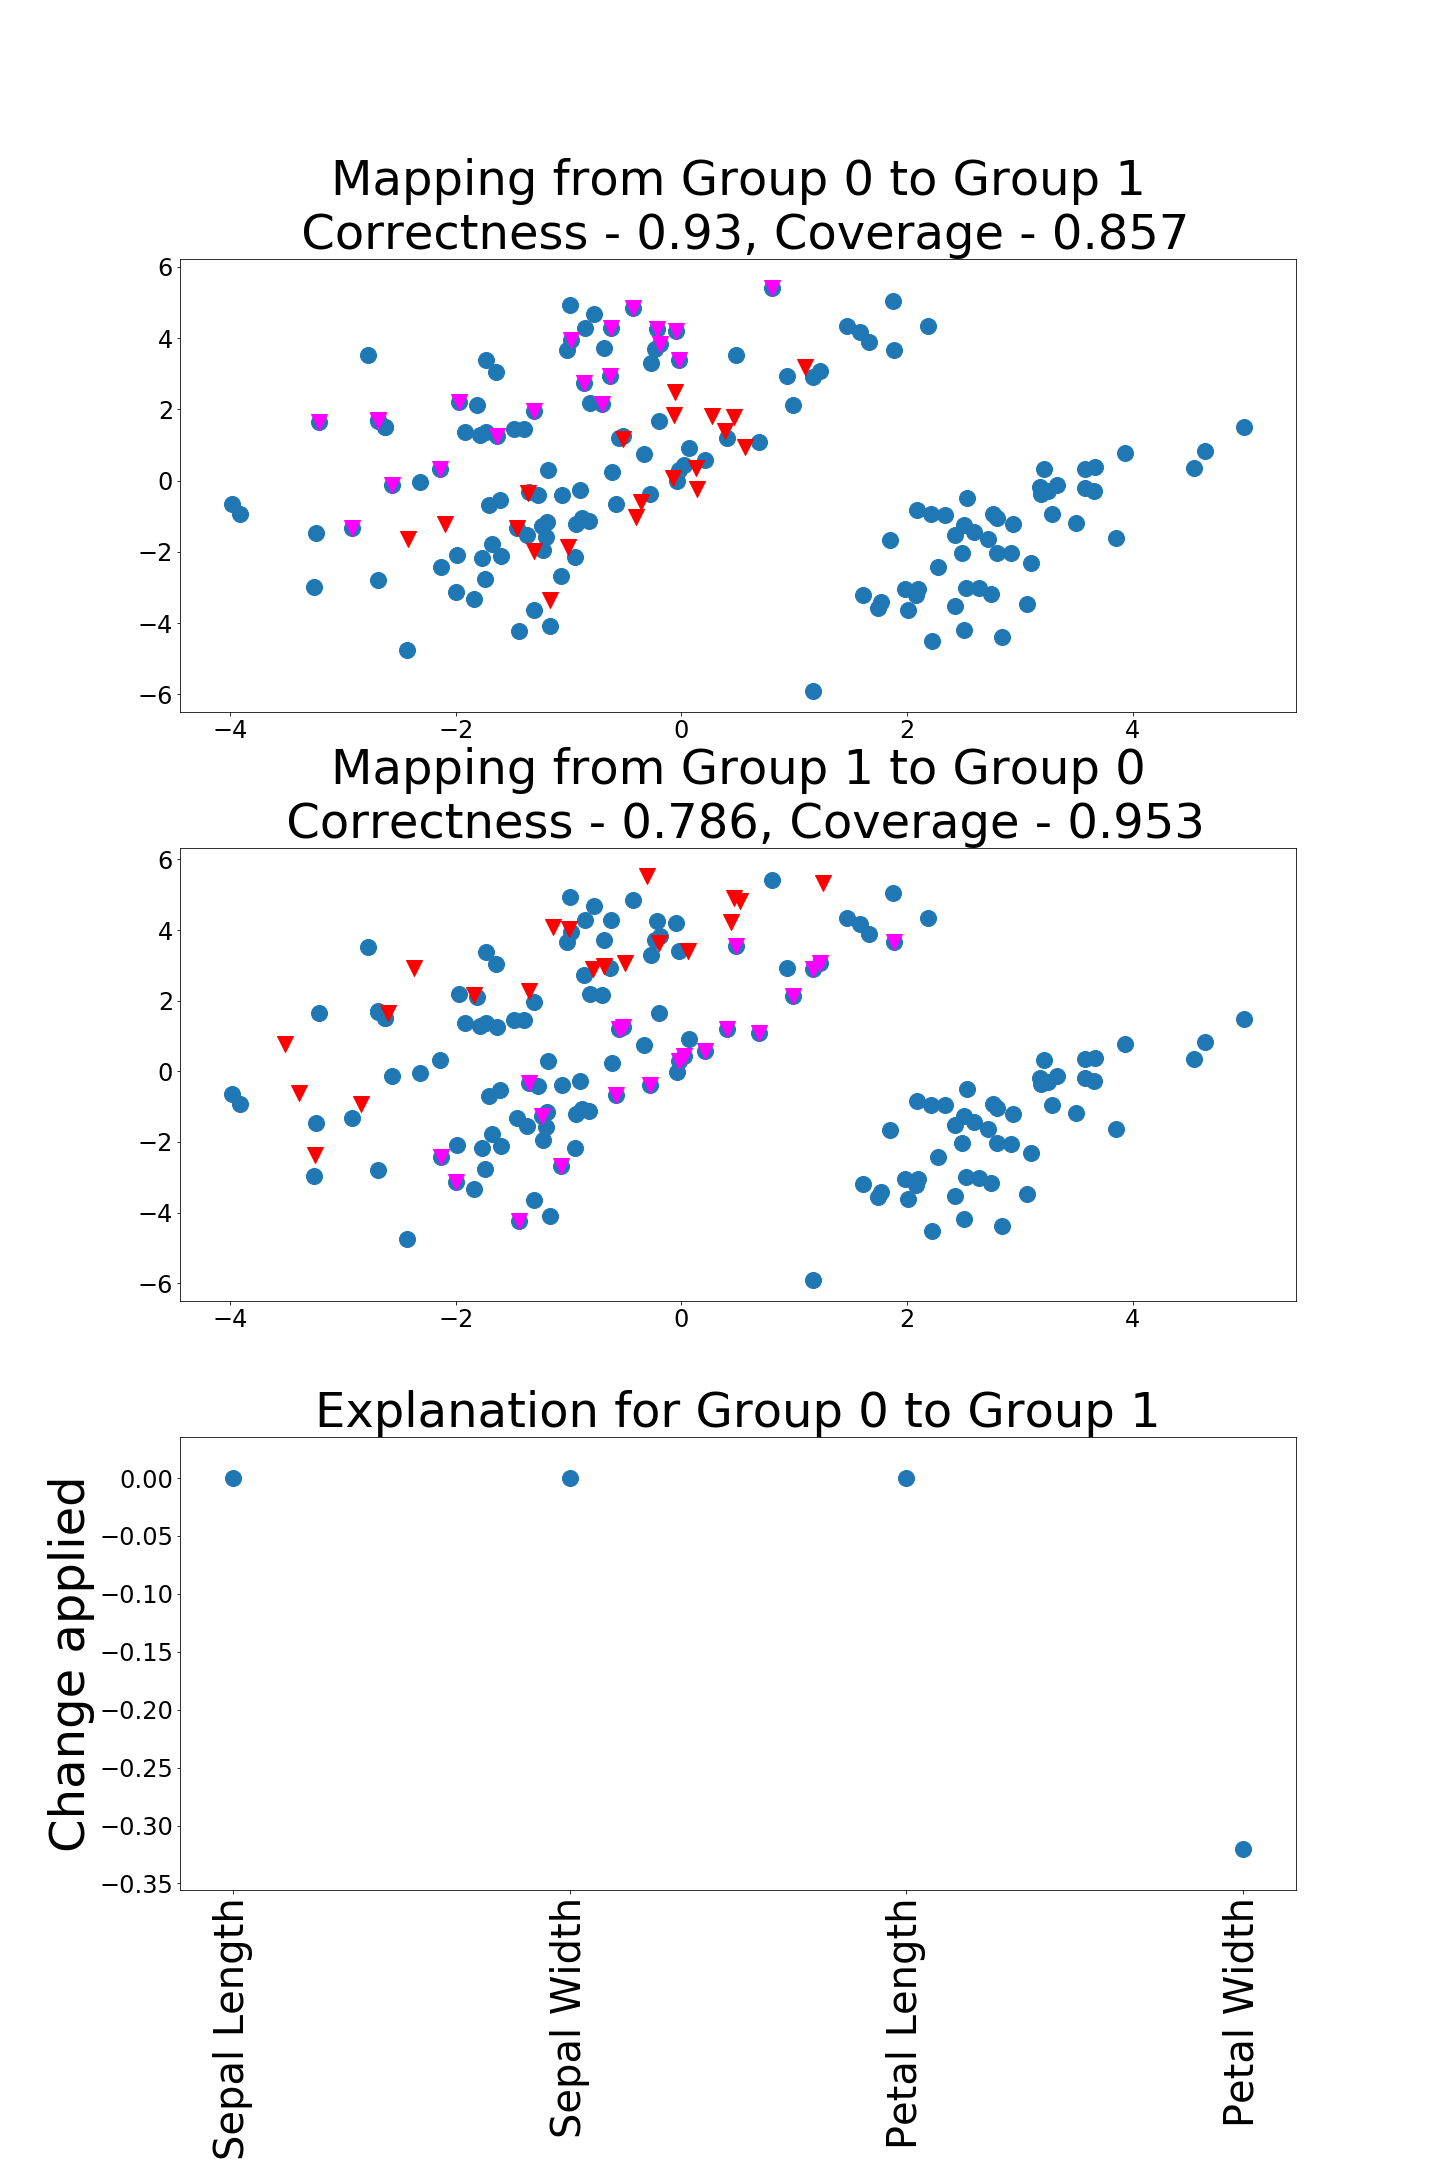 Mapping from Group 0 to Group 1
Correctness - 0.93, Coverage - 0.857
6
4
2
0
−2
−4
−6
−4 −2 0 2 4
Mapping from Group 1 to Group 0
Correctness - 0.786, Coverage - 0.953
6
4
2
0
−2
−4
−6
−4 −2 0 2 4
Explanation for Group 0 to Group 1
Change applied
0.00
−0.05
−0.10
−0.15
−0.20
−0.25
−0.30
−0.35
Sepal Length
Sepal Width
Petal Length
Petal Width